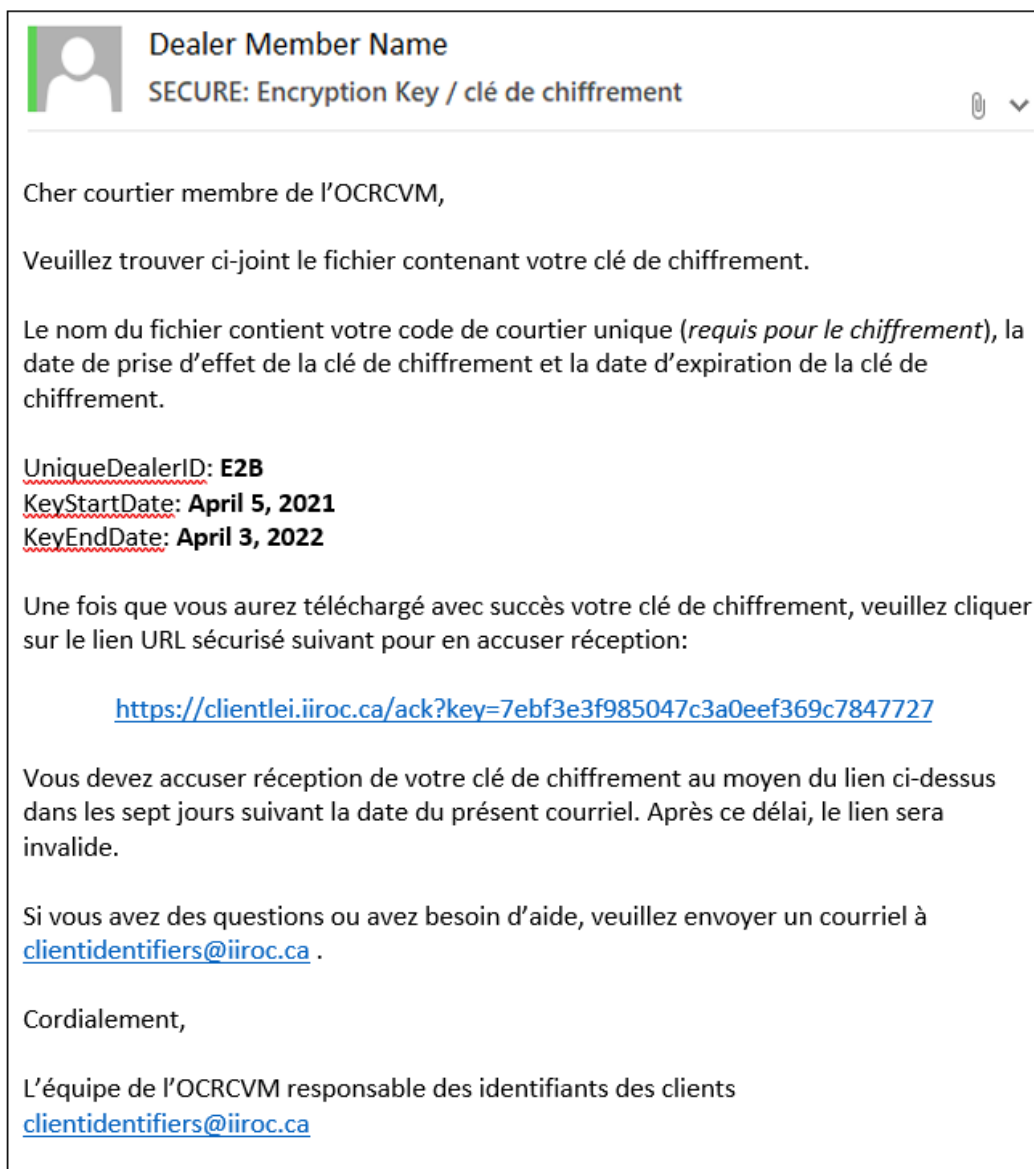 Dealer Member Name
SECURE: Encryption Key / clé de chiffrement
Cher courtier membre de l’OCRCVM,
Veuillez trouver ci-joint le fichier contenant votre clé de chiffrement.
Le nom du fichier contient votre code de courtier unique (requis pour le chiffrement), la
date de prise d’effet de la clé de chiffrement et la date d’expiration de la clé de
chiffrement.
UniqueDealerID: E2B
KeyStartDate: April 5, 2021
KeyEndDate: April 3, 2022
Une fois que vous aurez téléchargé avec succès votre clé de chiffrement, veuillez cliquer
sur le lien URL sécurisé suivant pour en accuser réception:
https://clientlei.iiroc.ca/ack?key=7ebf3e3f985047c3a0eef369c7847727
Vous devez accuser réception de votre clé de chiffrement au moyen du lien ci-dessus
dans les sept jours suivant la date du présent courriel. Après ce délai, le lien sera
invalide.
Si vous avez des questions ou avez besoin d’aide, veuillez envoyer un courriel à
clientidentifiers@iiroc.ca .
Cordialement,
L’équipe de l’OCRCVM responsable des identifiants des clients
clientidentifiers@iiroc.ca